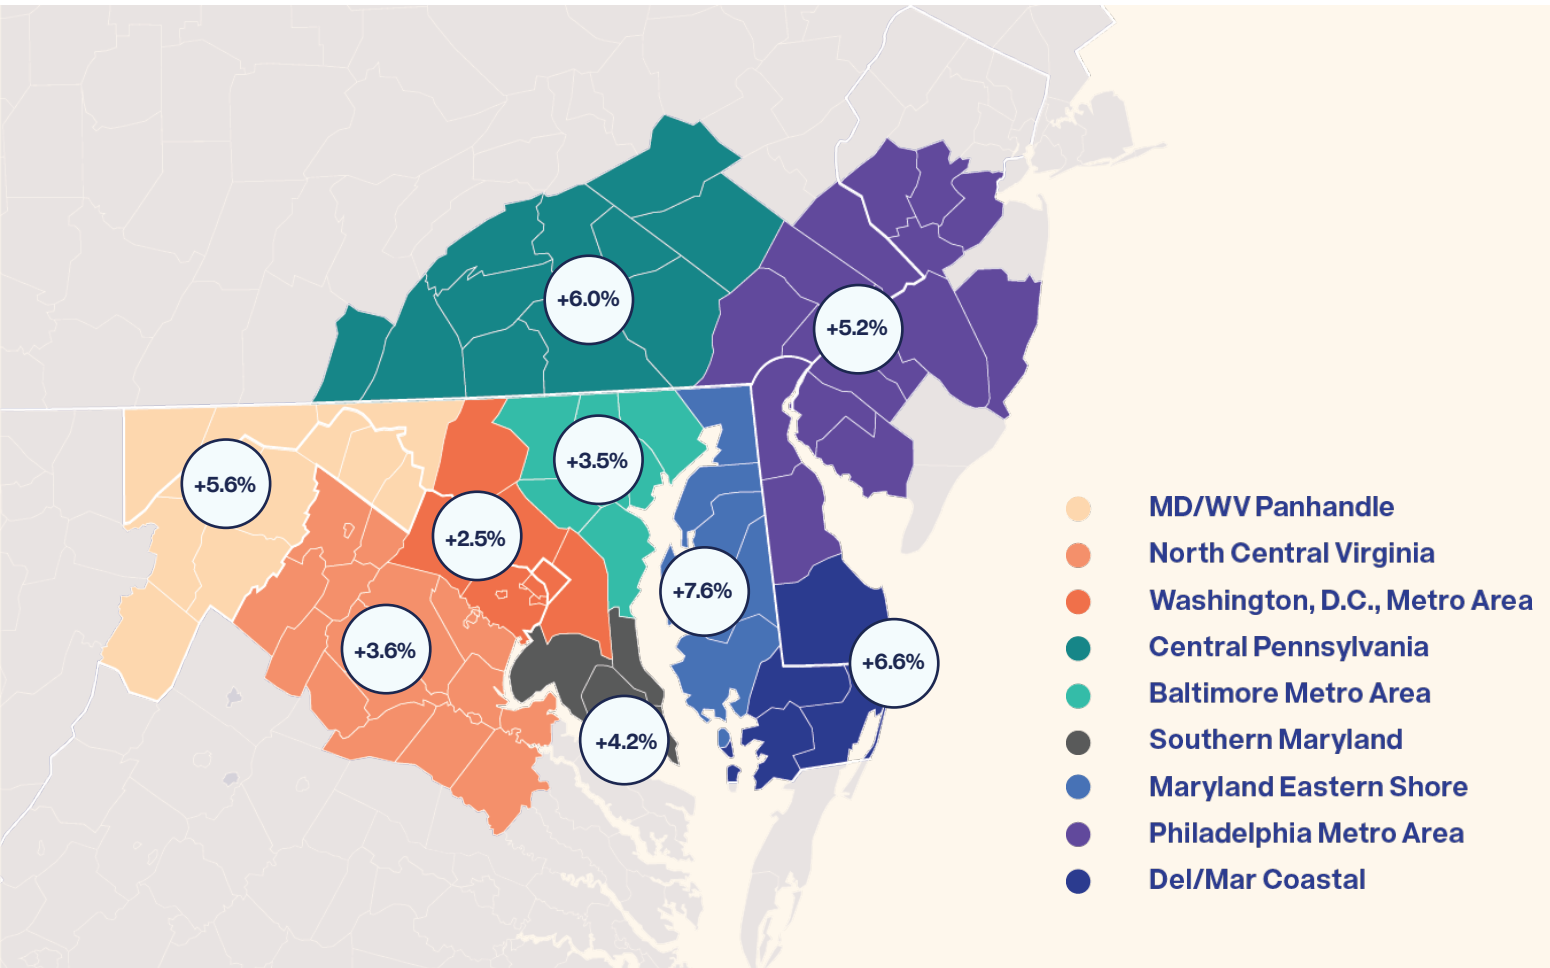 +6.0%
+5.2%
+3.5%
+5.6%
+2.5%
+7.6%
+3.6%
+6.6%
+4.2%
MD/WV Panhandle
North Central Virginia
Washington, D.C., Metro Area
Central Pennsylvania
Baltimore Metro Area
Southern Maryland
Maryland Eastern Shore
Philadelphia Metro Area
Del/Mar Coastal